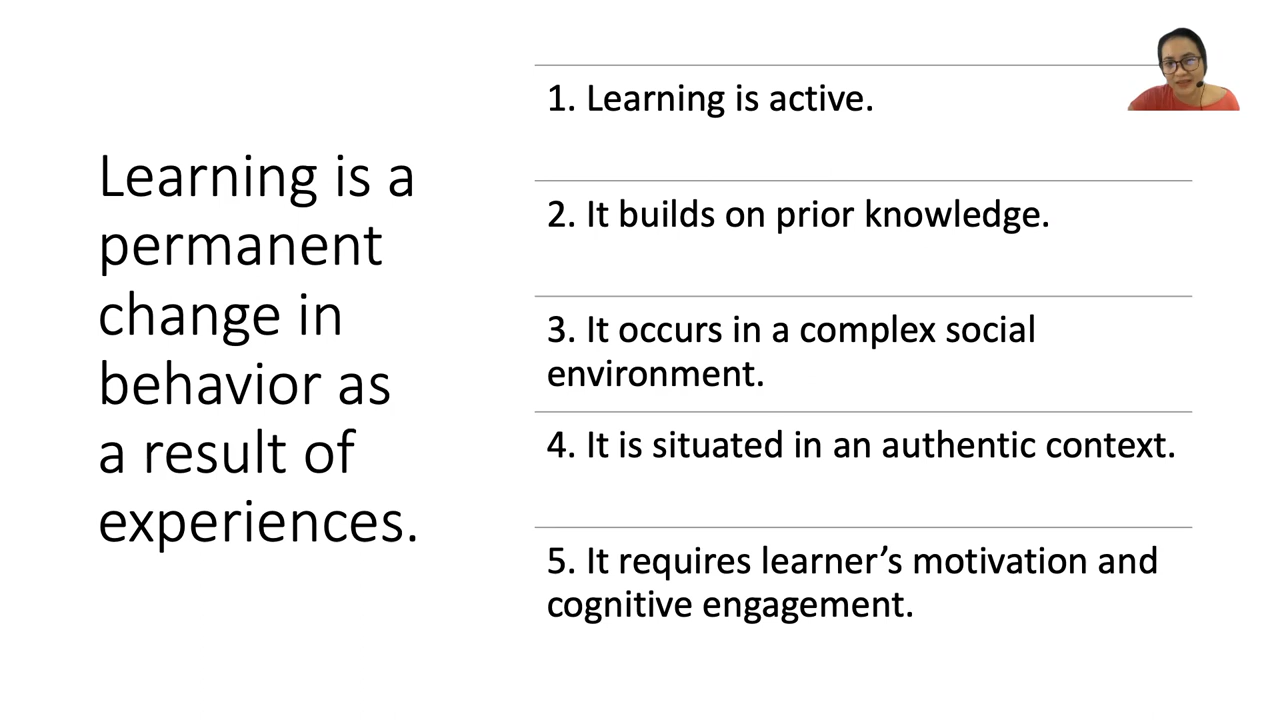 Learning is a
permanent
change in
behavior as
a result of
experiences.
1. Learning is active.
2. It builds on prior knowledge.
3. It occurs in a complex social
environment.
4. It is situated in an authentic context.
5. It requires learner’s motivation and
cognitive engagement.